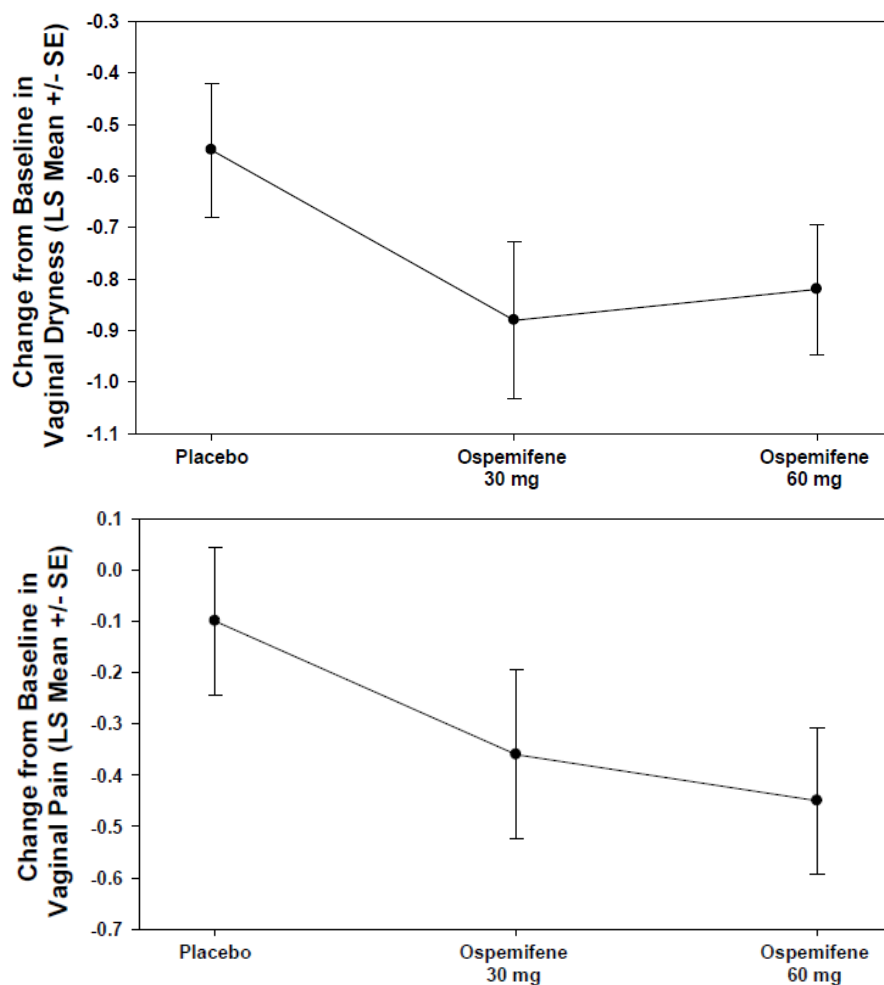 Change from Baseline in
Vaginal Dryness (LS Mean +/- SE)
-0.3
-0.4
-0.5
-0.6
-0.7
-0.8
-0.9
-1.0
-1.1
Placebo
Ospemifene
30 mg
Ospemifene
60 mg
Change from Baseline in
Vaginal Pain (LS Mean +/- SE)
0.1
0.0
-0.1
-0.2
-0.3
-0.4
-0.5
-0.6
-0.7
Placebo
Ospemifene
30 mg
Ospemifene
60 mg